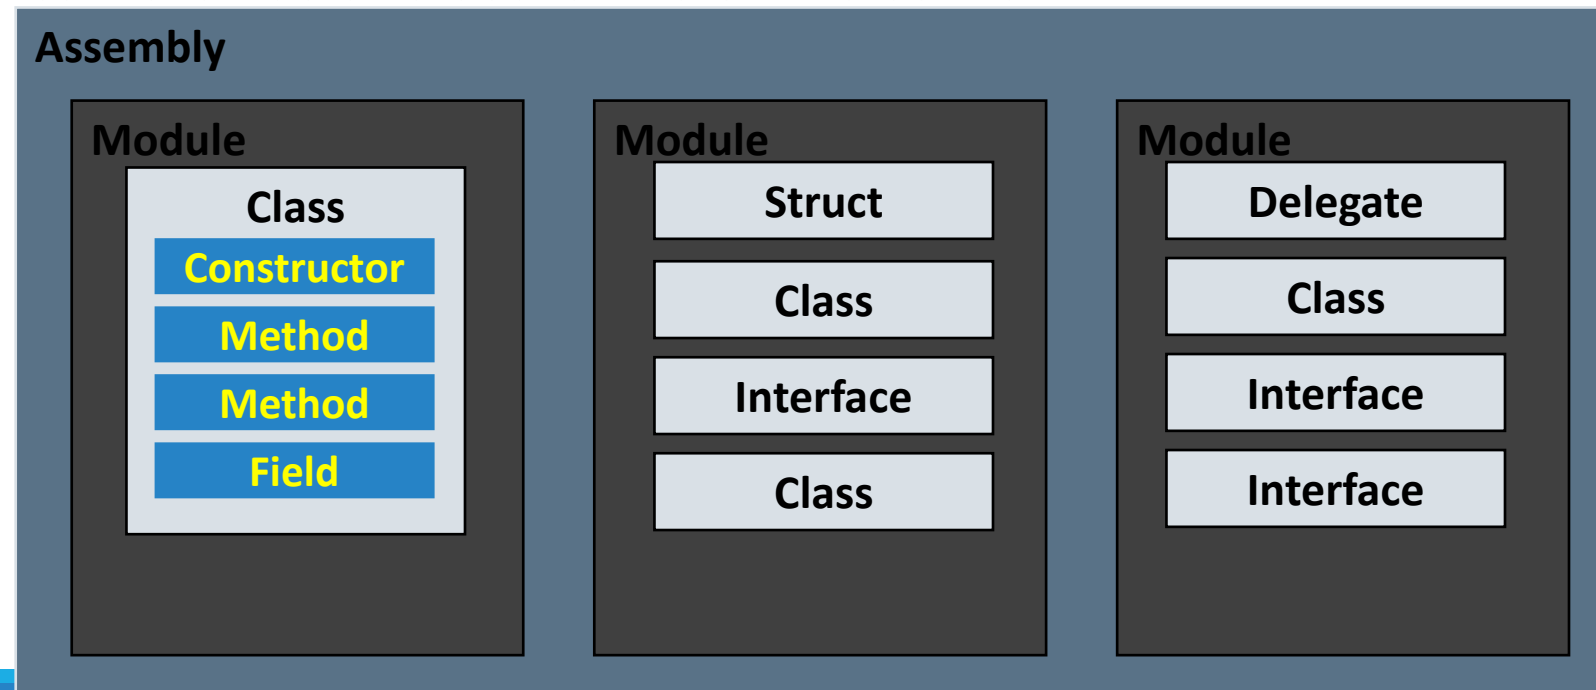 Assembly
Module
Class
Constructor
Method
Method
Field
Module
Struct
Class
Interface
Class
Module
Delegate
Class
Interface
Interface